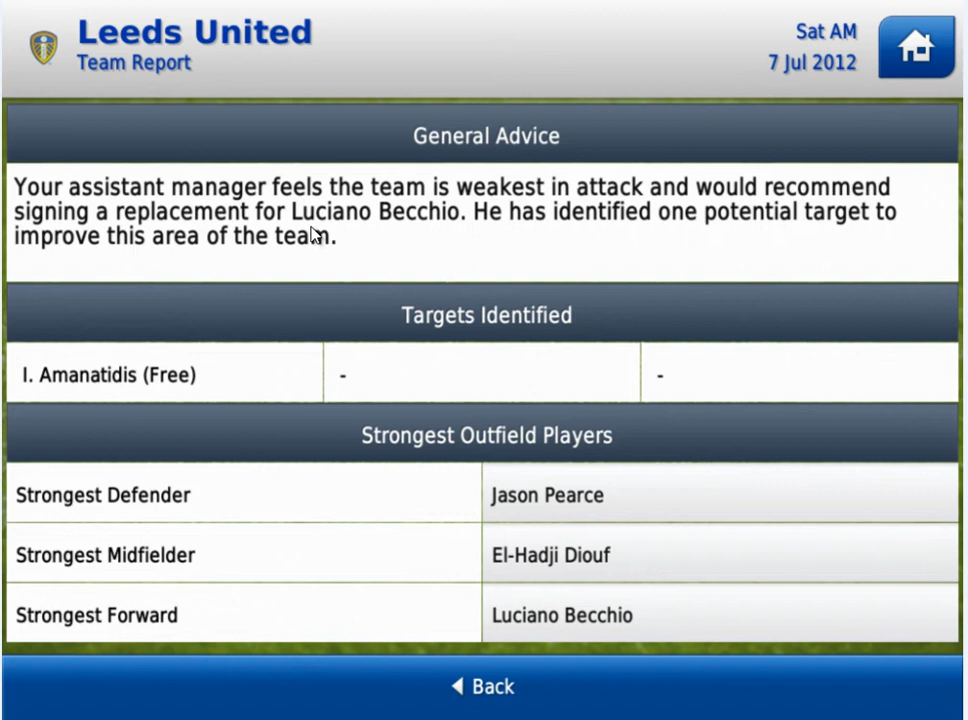 Leeds United
Team Report
Sat AM
7 Jul 2012
General Advice
Your assistant manager feels the team is weakest in attack and would recommend
signing a replacement for Luciano Becchio. He has identified one potential target to
improve this area of the team.
Targets Identified
I. Amanatidis (Free) - -
Strongest Outfield Players
Strongest Defender Jason Pearce
Strongest Midfielder El-Hadji Diouf
Strongest Forward Luciano Becchio
Back